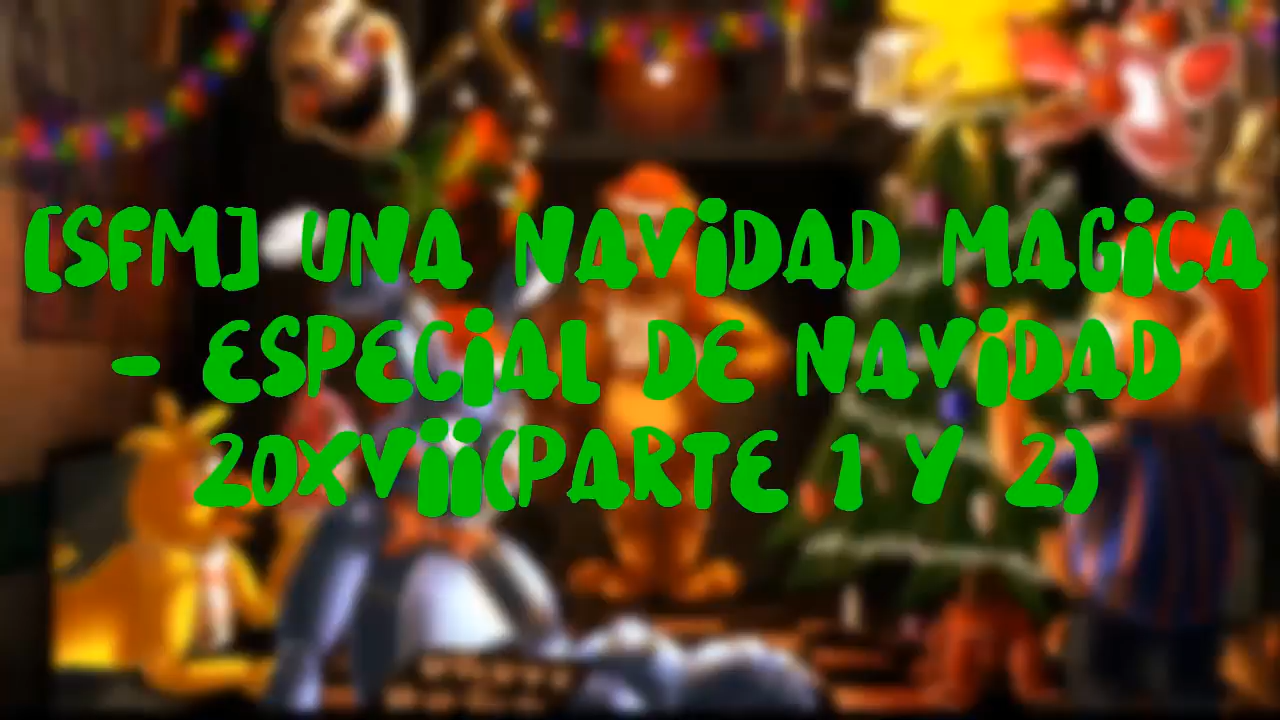 [SFM] UNA NAViDAD MAGiCA
- ESPECiAL DE NAViDAD
20XVii(PARTE 1 Y 2)